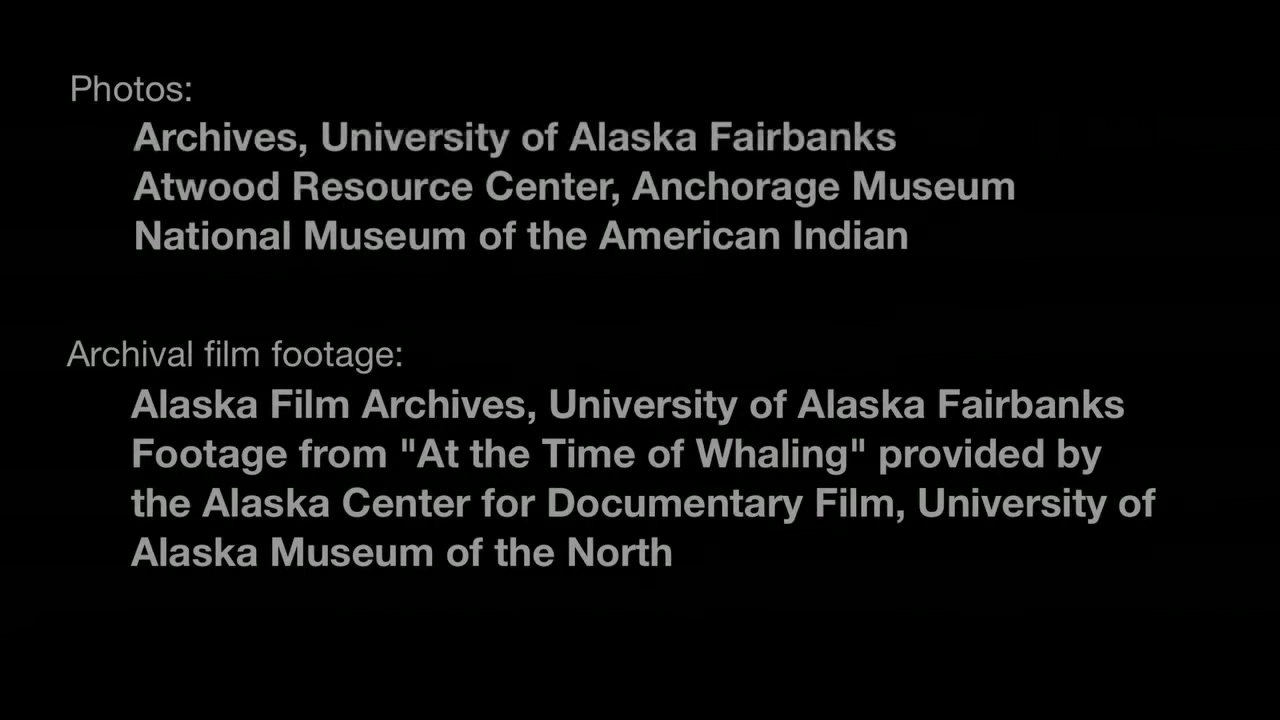 Photos:
Archives, University of Alaska Fairbanks
Atwood Resource Center, Anchorage Museum
National Museum of the American Indian
Archival film footage:
Alaska Film Archives, University of Alaska Fairbanks
Footage from "At the Time of Whaling" provided by
the Alaska Center for Documentary Film, University of
Alaska Museum of the North